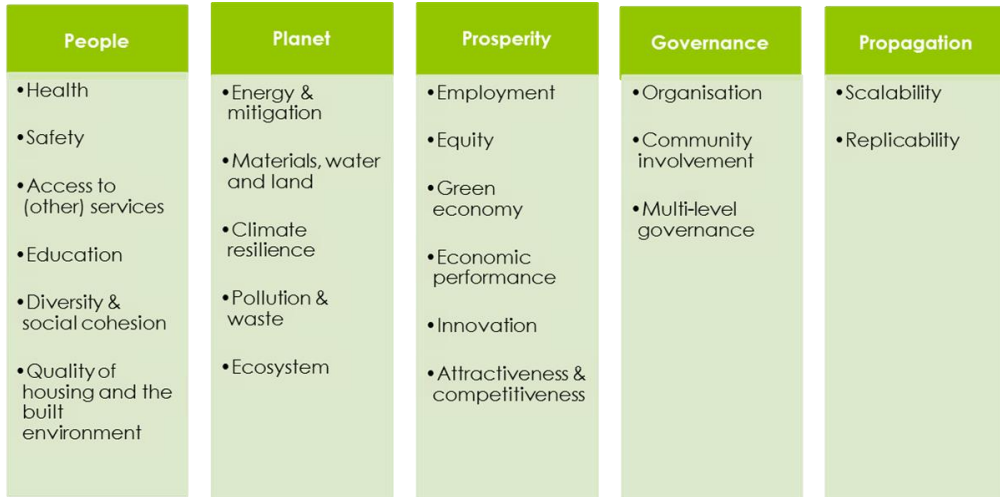 People
•Health
•Safety
•Access to
(other) services
•Education
•Diversity &
social cohesion
•Quality of
housing and the
built
environment
Planet
•Energy &
mitigation
•Materials, water
and land
•Climate
resilience
•Pollution &
waste
•Ecosystem
Prosperity
•Employment
•Equity
•Green
economy
•Economic
performance
•Innovation
•Attractiveness &
competitiveness
Governance
•Organisation
•Community
involvement
•Multi-level
governance
Propagation
•Scalability
•Replicability